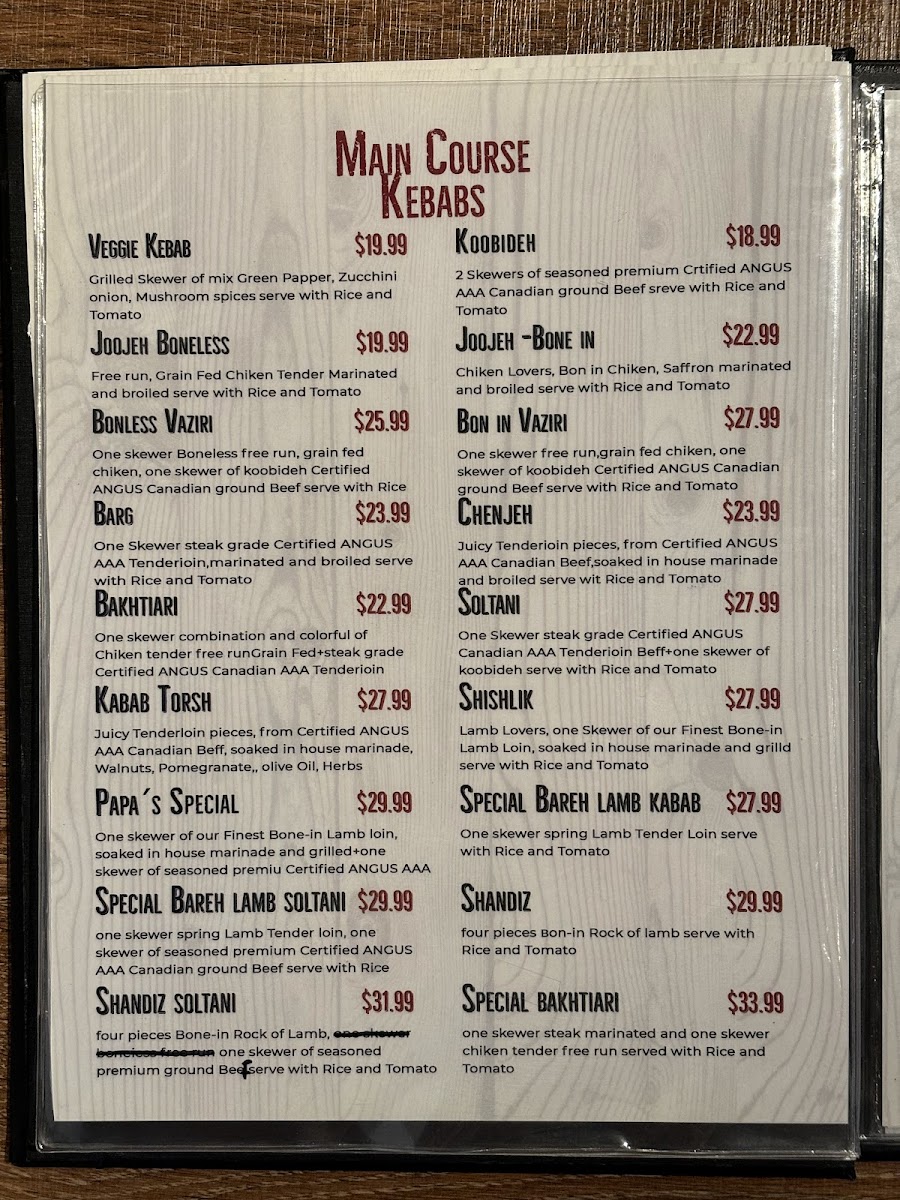 MAIN COURSE
KEBABS
VEGGIE KEBAB $19.99
Grilled Skewer of mix Green Papper, Zucchini
onion, Mushroom spices serve with Rice and
Tomato
KOOBIDEH $18.99
2 Skewers of seasoned premium Crtified ANGUS
AAA Canadian ground Beef sreve with Rice and
Tomato
JOOJEH BONELESS $19.99
Free run, Grain Fed Chiken Tender Marinated
and broiled serve with Rice and Tomato
JOOJEH -BONE IN $22.99
Chiken Lovers, Bon in Chiken, Saffron marinated
and broiled serve with Rice and Tomato
BONLESS VAZIRI $25.99
One skewer Boneless free run, grain fed
chiken, one skewer of koobideh Certified
ANGUS Canadian ground Beef serve with Rice
BON IN VAZIRI $27.99
One skewer free run,grain fed chiken, one
skewer of koobideh Certified ANGUS Canadian
ground Beef serve with Rice and Tomato
BARG $23.99
One Skewer steak grade Certified ANGUS
AAA Tenderioin,marinated and broiled serve
with Rice and Tomato
CHENJEH $23.99
Juicy Tenderioin pieces, from Certified ANGUS
AAA Canadian Beef,soaked in house marinade
and broiled serve wit Rice and Tomato
BAKHTIARI $22.99
One skewer combination and colorful of
Chiken tender free runGrain Fed+steak grade
Certified ANGUS Canadian AAA Tenderioin
SOLTANI $27.99
One Skewer steak grade Certified ANGUS
Canadian AAA Tenderioin Beff+one skewer of
koobideh serve with Rice and Tomato
KABAB TORSH $27.99
Juicy Tenderloin pieces, from Certified ANGUS
AAA Canadian Beff, soaked in house marinade,
Walnuts, Pomegranate,, olive Oil, Herbs
SHISHLIK $27.99
Lamb Lovers, one Skewer of our Finest Bone-in
Lamb Loin, soaked in house marinade and grilld
serve with Rice and Tomato
PAPA´S SPECIAL $29.99
One skewer of our Finest Bone-in Lamb loin,
soaked in house marinade and grilled+one
skewer of seasoned premiu Certified ANGUS AAA
SPECIAL BAREH LAMB KABAB $27.99
One skewer spring Lamb Tender Loin serve
with Rice and Tomato
SPECIAL BAREH LAMB SOLTANI $29.99
one skewer spring Lamb Tender loin, one
skewer of seasoned premium Certified ANGUS
AAA Canadian ground Beef serve with Rice
SHANDIZ $29.99
four pieces Bon-in Rock of lamb serve with
Rice and Tomato
SHANDIZ SOLTANI $31.99
four pieces Bone-in Rock of Lamb, one skewer
boneless free run one skewer of seasoned
premium ground Beef serve with Rice and Tomato
SPECIAL BAKHTIARI $33.99
one skewer steak marinated and one skewer
chiken tender free run served with Rice and
Tomato